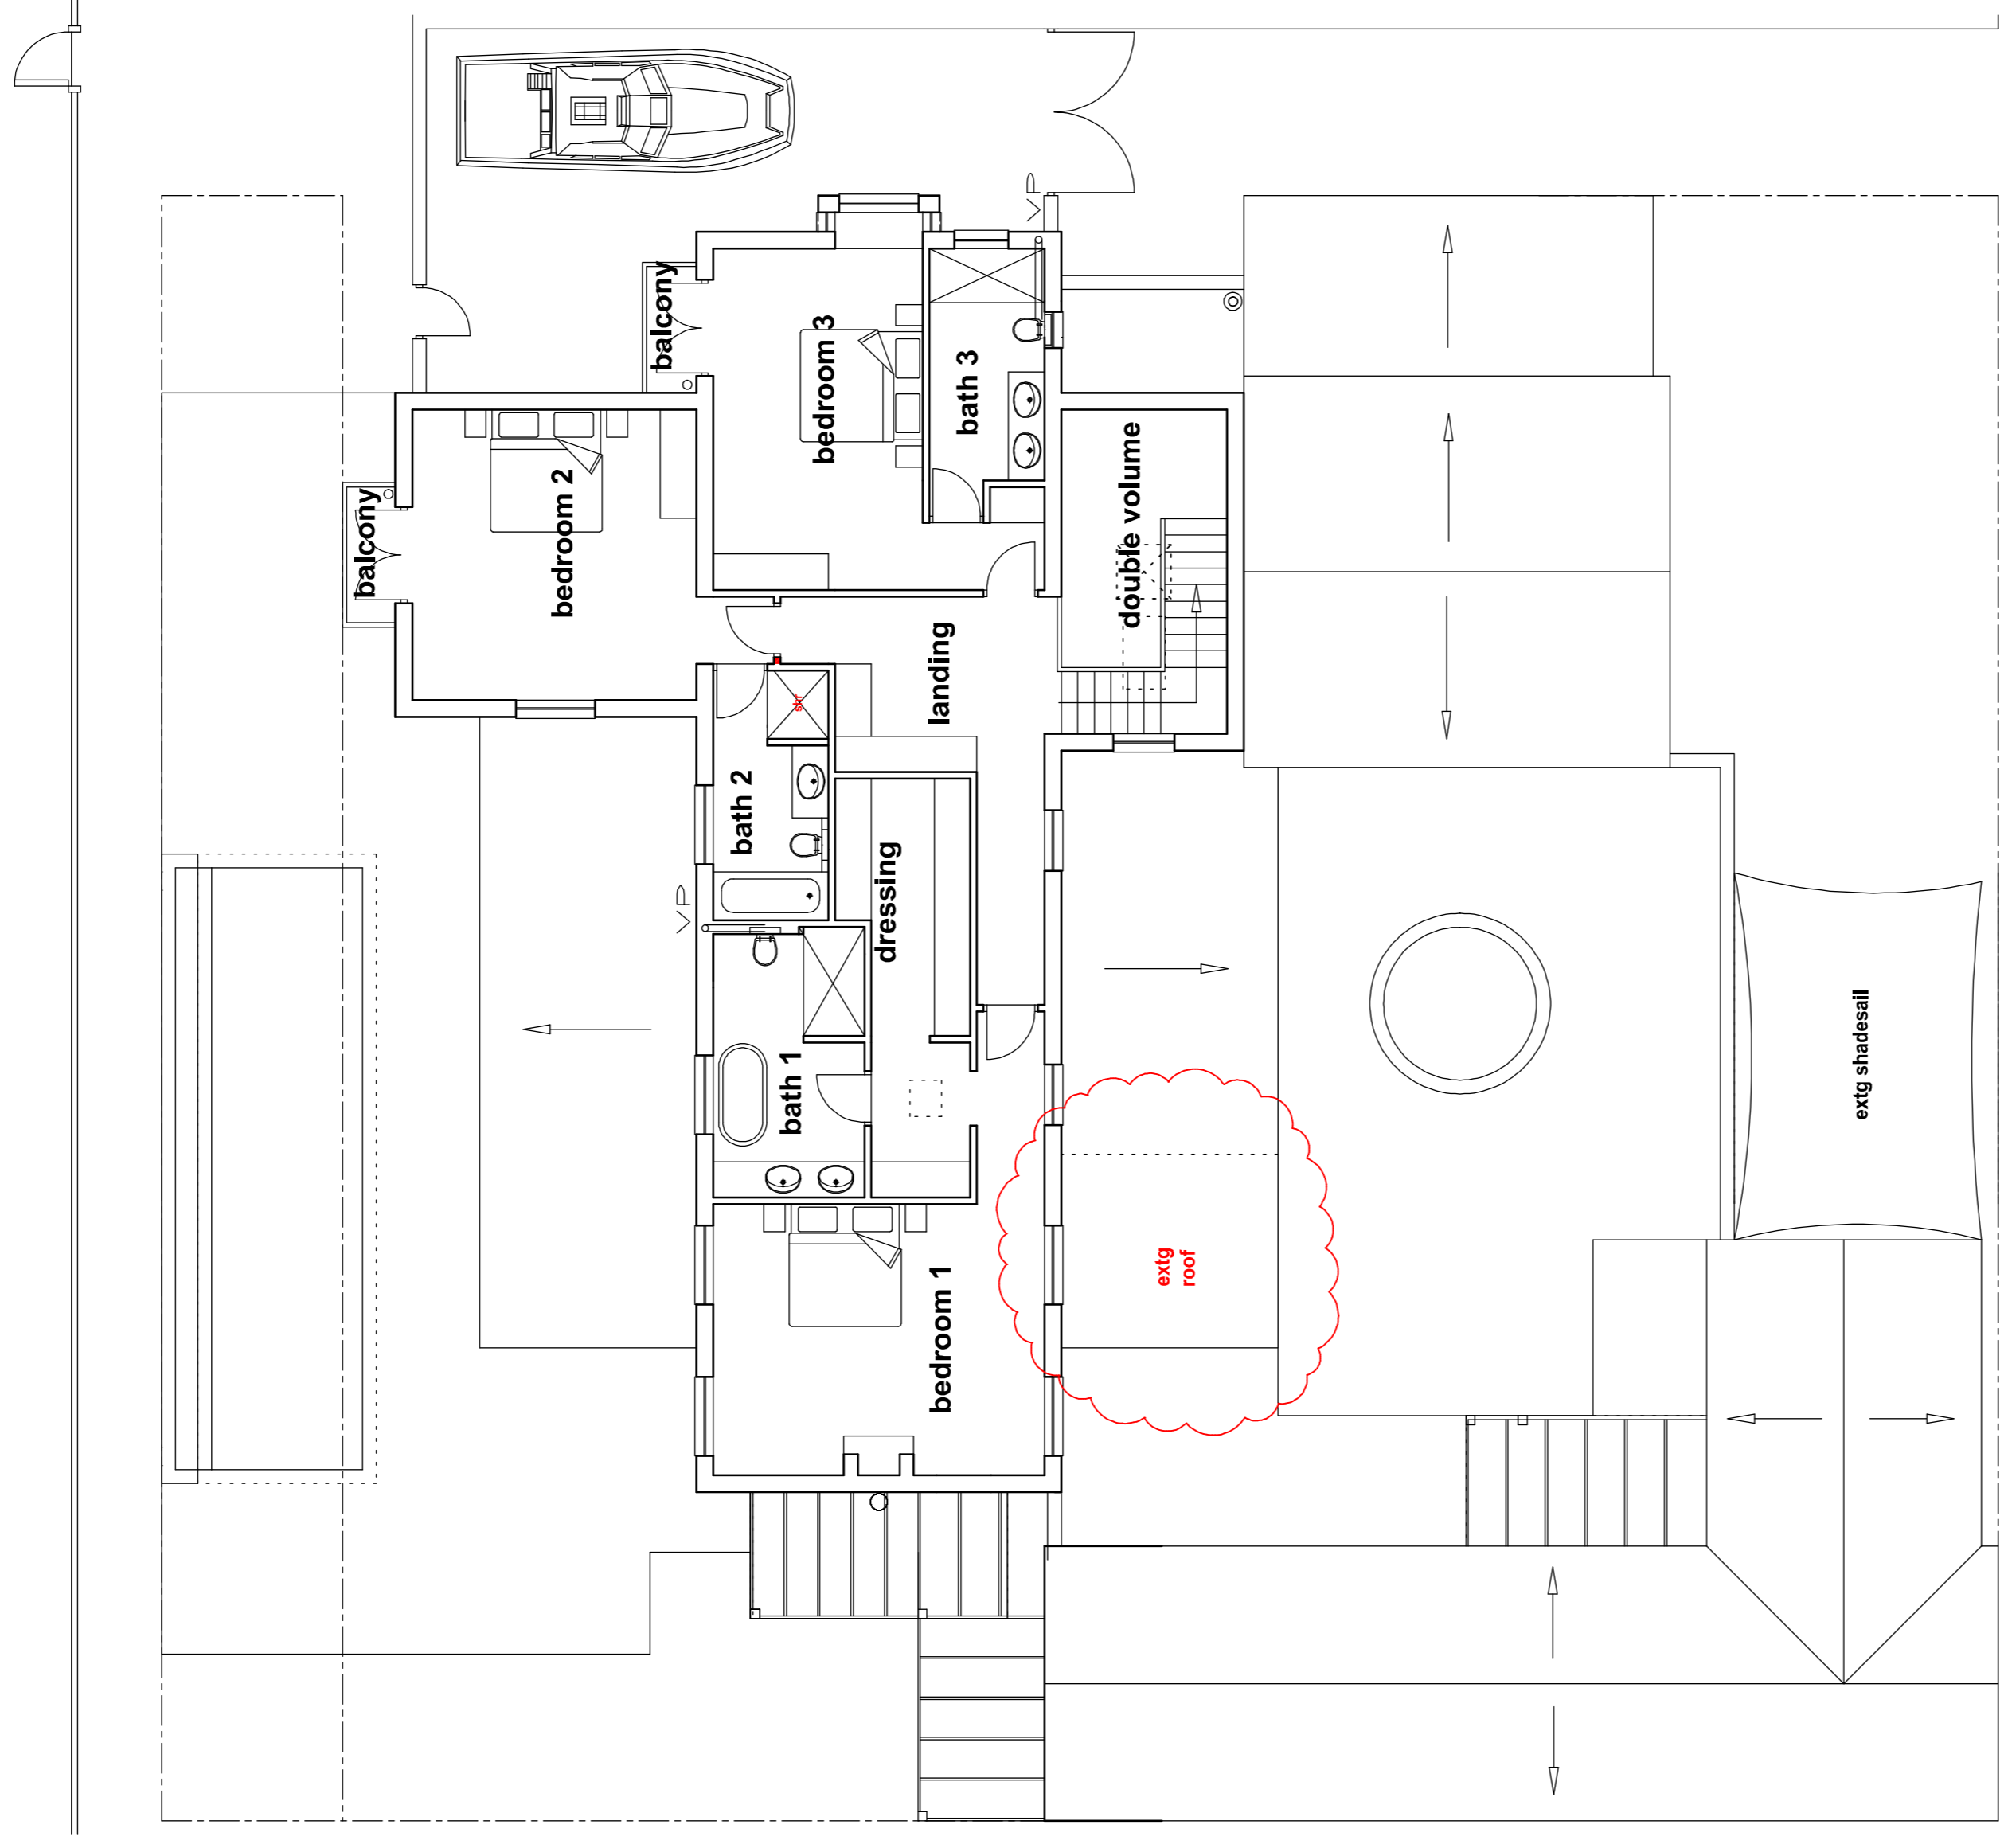 balcony
balcony
bedroom 2
bedroom 3
bath 3
double volume
landing
bath 2
dressing
bath 1
bedroom 1
VP
VP
shr
extg
roof
extg shadesail